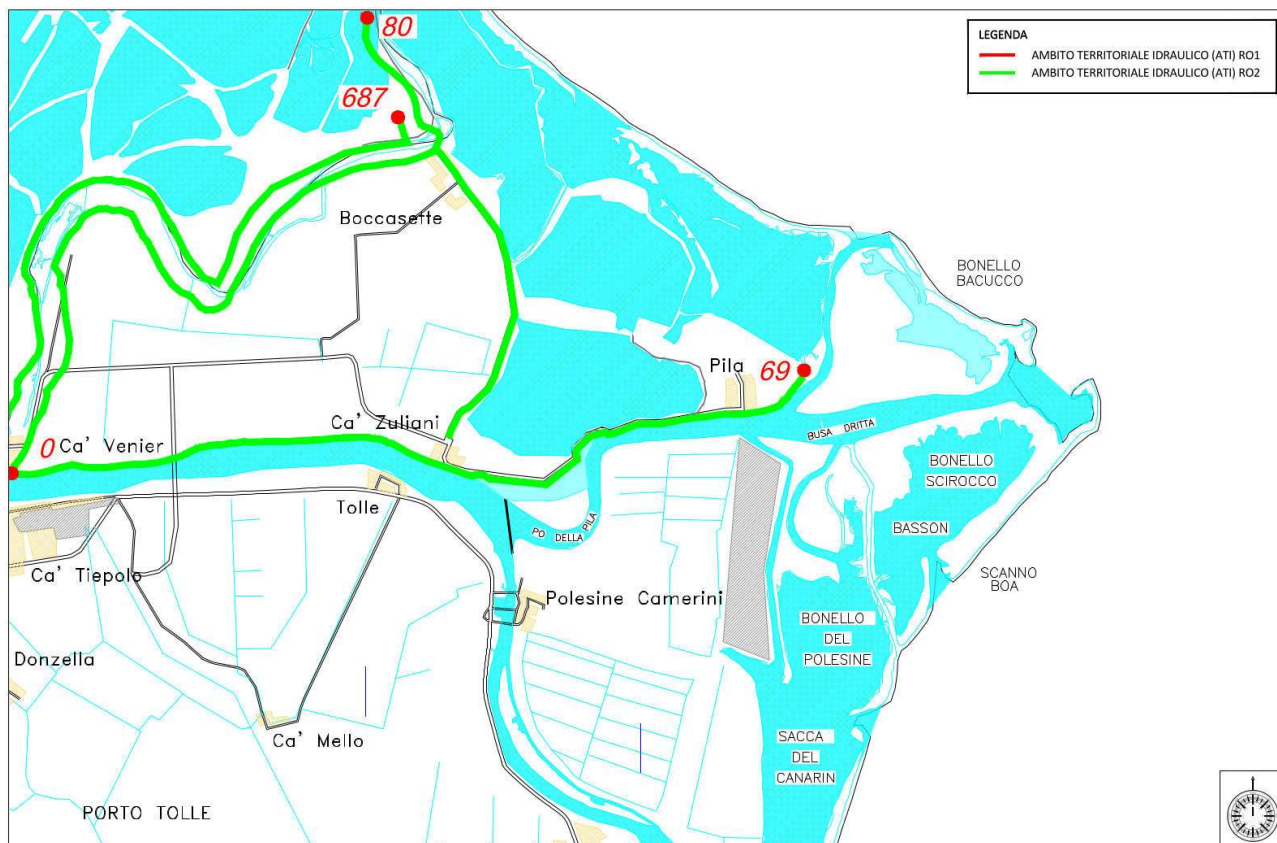 80
687
LEGENDA
AMBITO TERRITORIALE IDRAULICO (ATI) RO1
AMBITO TERRITORIALE IDRAULICO (ATI) RO2
Boccasette
BONELLO
BACUCCO
Pila
69
0
Ca' Venier
Ca' Zuliani
BUSA DRITTA
BONELLO
SCIROCCO
Tolle
PO DELLA PILA
BASSON
Ca' Tiepolo
SCANNO
BOA
Polesine Camerini
BONELLO
DEL
POLESINE
Donzella
Ca' Mello
SACCA
DEL
CANARIN
PORTO TOLLE